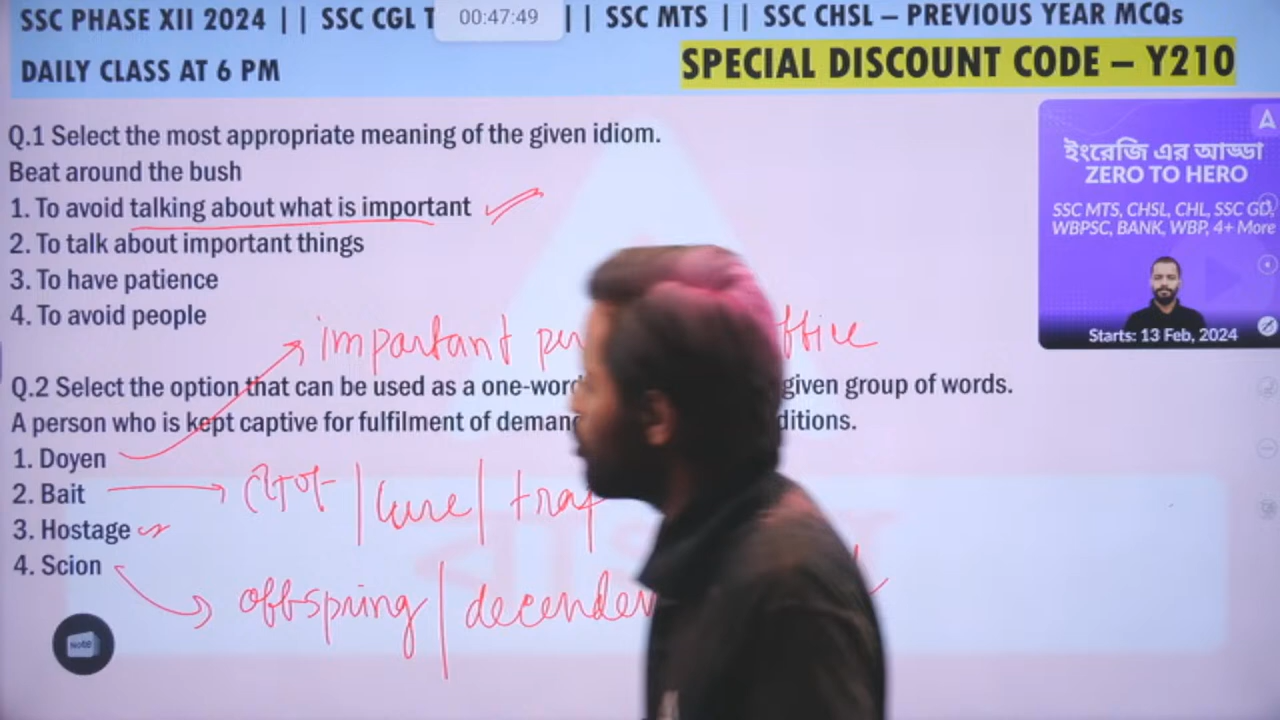 SSC PHASE XII 2024 || SSC CGL T 00:47:49 || SSC MTS || SSC CHSL – PREVIOUS YEAR MCQs
DAILY CLASS AT 6 PM
SPECIAL DISCOUNT CODE – Y210
Q.1 Select the most appropriate meaning of the given idiom.
Beat around the bush
1. To avoid talking about what is important
2. To talk about important things
3. To have patience
4. To avoid people
ইংরেজি এর আড্ডা
ZERO TO HERO
SSC MTS, CHSL, CHL, SSC GD,
WBPSC, BANK, WBP, 4+ More
Starts: 13 Feb, 2024
important per ffice
Q.2 Select the option that can be used as a one-word given group of words.
A person who is kept captive for fulfilment of deman ditions.
1. Doyen
2. Bait
3. Hostage
4. Scion
টোপ | lure | trap
offspring | decenden
Note